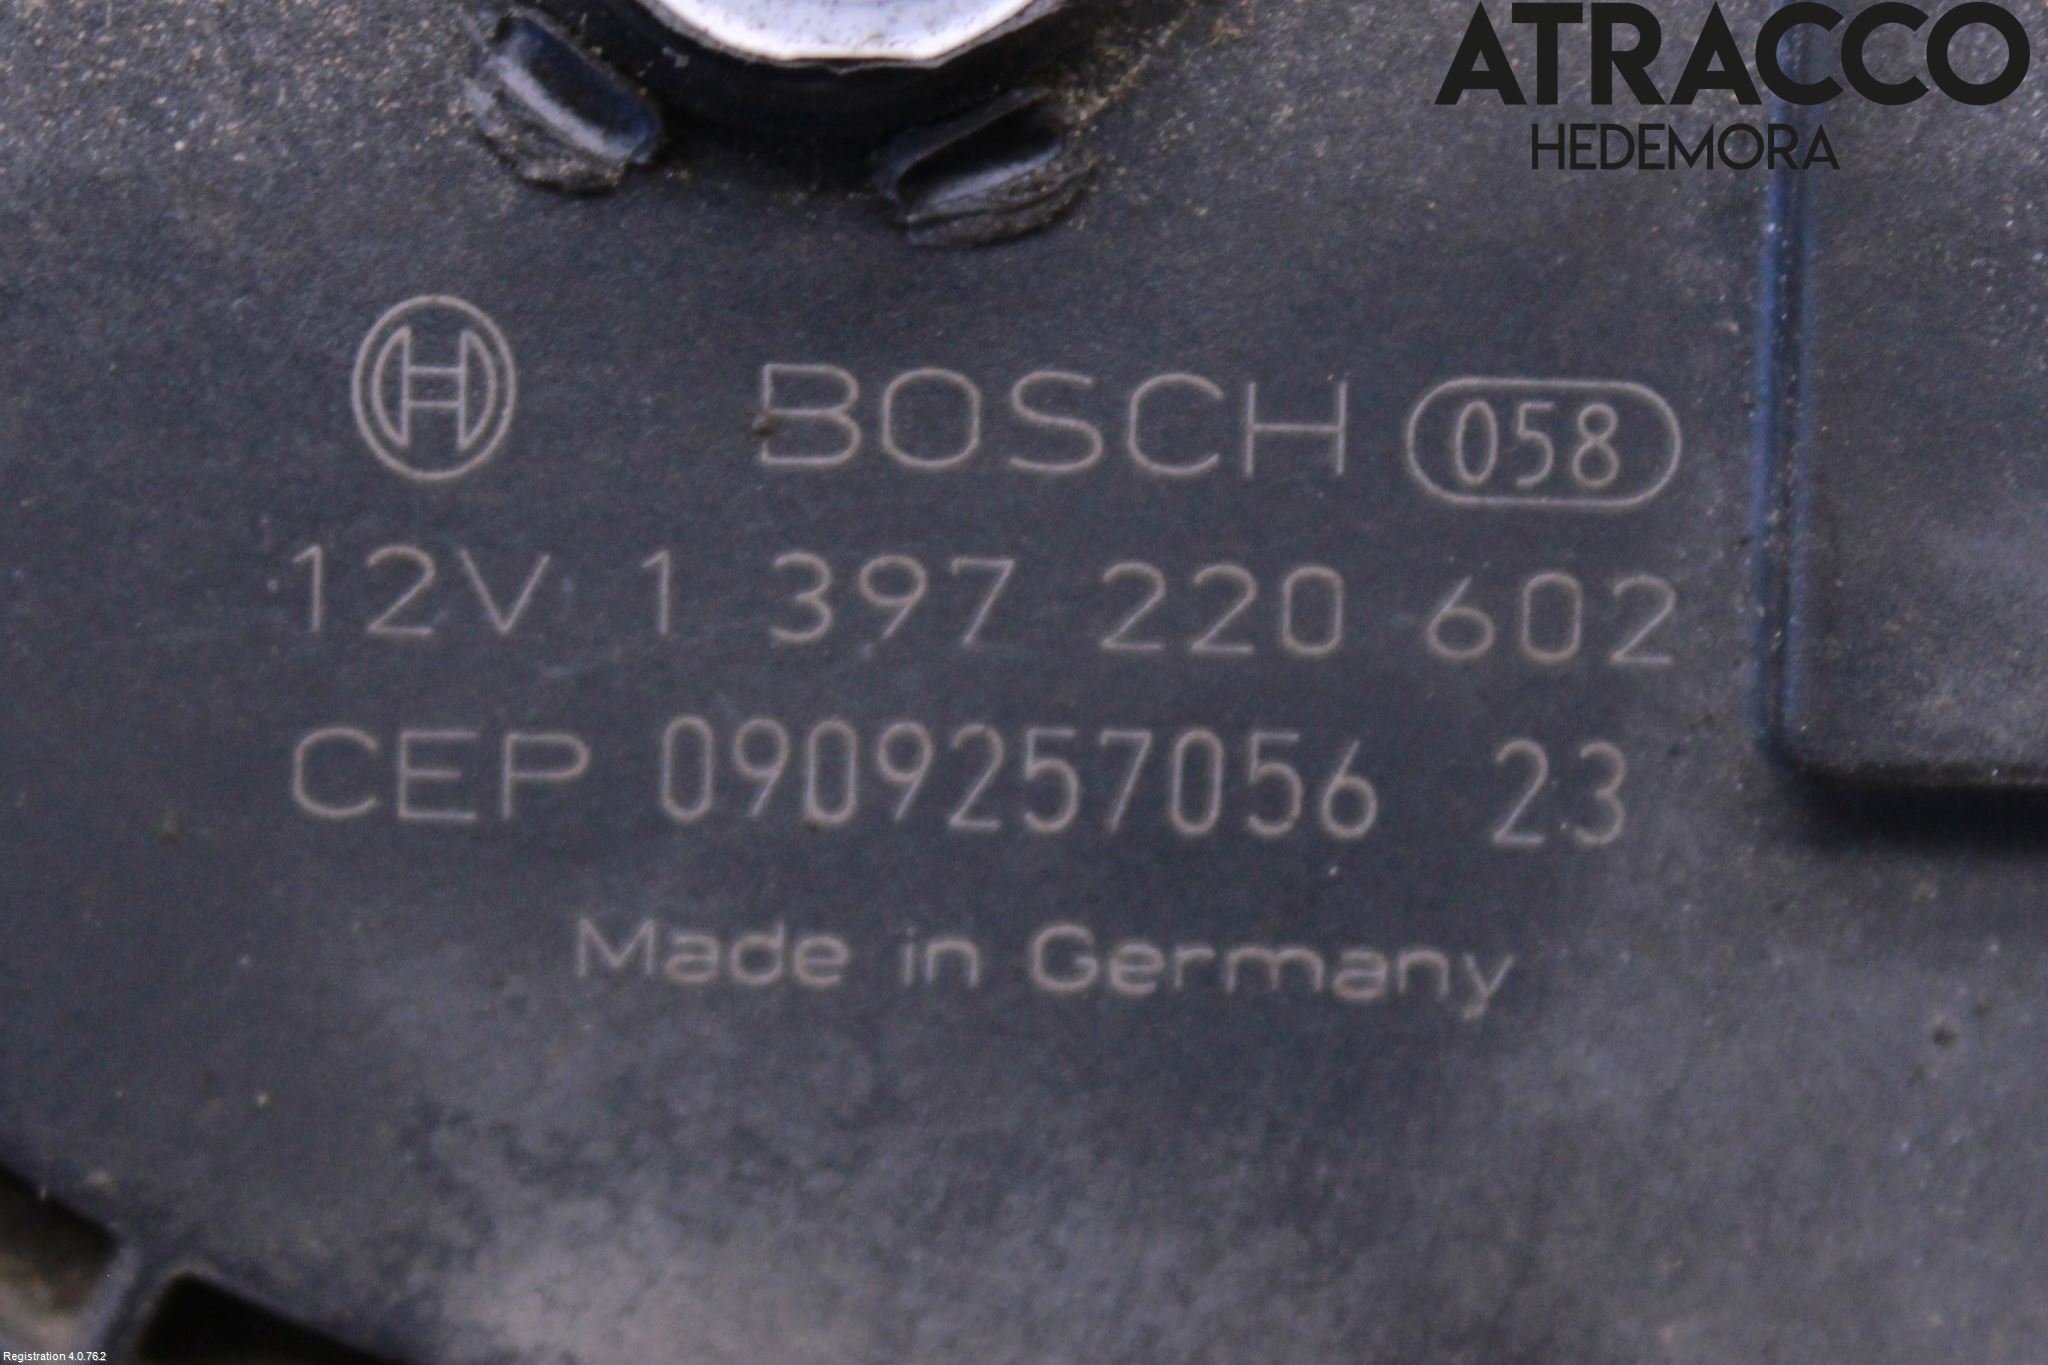 ATRACCO
HEDEMORA
BOSCH 058
12V 1 397 220 602
CEP 0909257056 23
Made in Germany
Registration 4.0.76.2